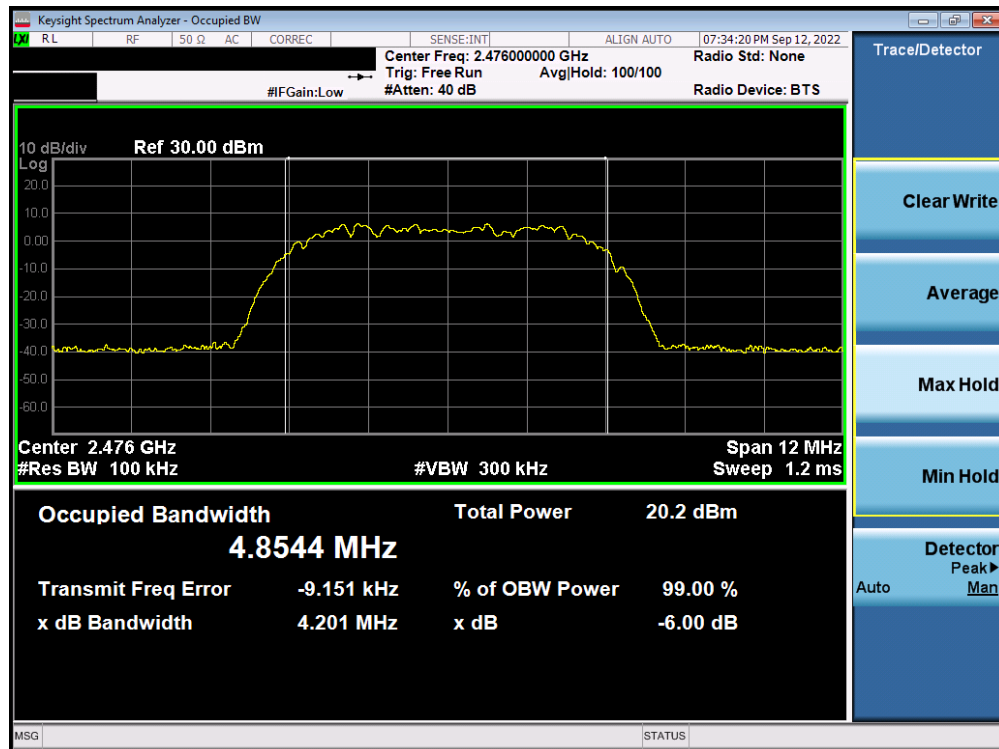 Keysight Spectrum Analyzer - Occupied BW
LXI RL RF 50 Ω AC CORREC SENSE:INT ALIGN AUTO 07:34:20 PM Sep 12, 2022
Center Freq: 2.476000000 GHz Radio Std: None
Trig: Free Run Avg|Hold: 100/100
#IFGain:Low #Atten: 40 dB Radio Device: BTS
Trace/Detector
10 dB/div Ref 30.00 dBm
Log
20.0
10.0
0.00
-10.0
-20.0
-30.0
-40.0
-50.0
-60.0
Center 2.476 GHz Span 12 MHz
#Res BW 100 kHz #VBW 300 kHz Sweep 1.2 ms
Occupied Bandwidth Total Power 20.2 dBm
4.8544 MHz
Transmit Freq Error -9.151 kHz % of OBW Power 99.00 %
x dB Bandwidth 4.201 MHz x dB -6.00 dB
Clear Write
Average
Max Hold
Min Hold
Detector
Peak▶
Auto Man
MSG STATUS